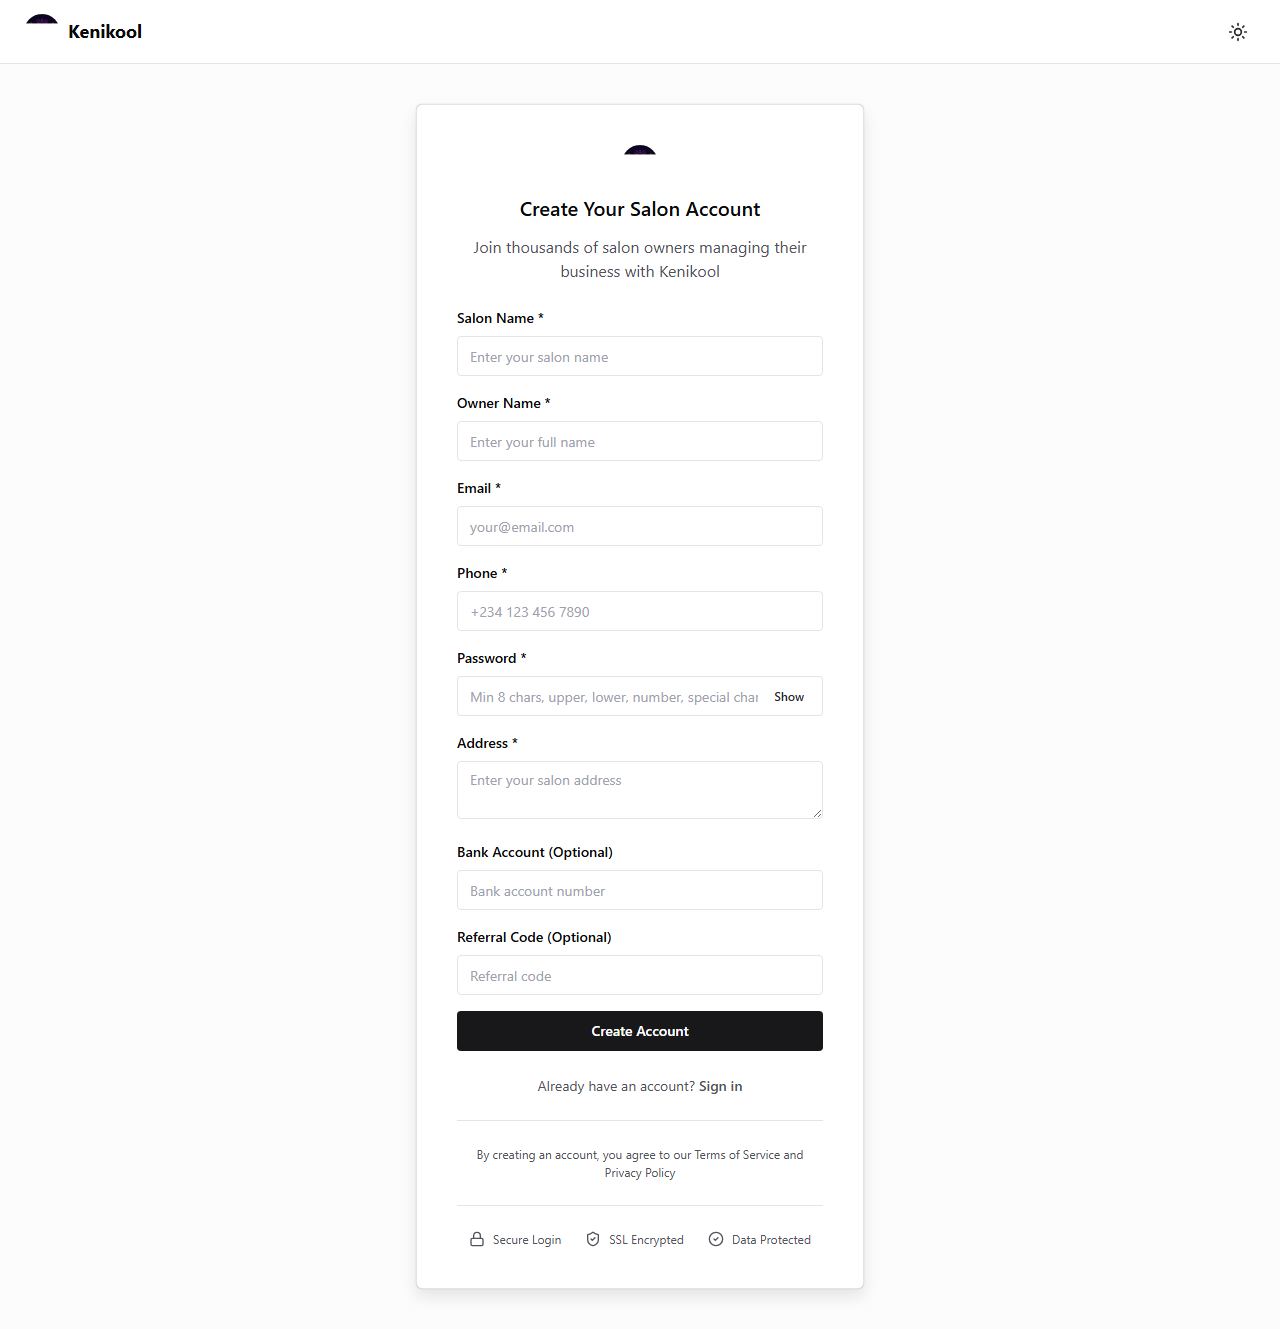 Kenikool
Create Your Salon Account
Join thousands of salon owners managing their
business with Kenikool
Salon Name *
Enter your salon name
Owner Name *
Enter your full name
Email *
your@email.com
Phone *
+234 123 456 7890
Password *
Min 8 chars, upper, lower, number, special char Show
Address *
Enter your salon address
Bank Account (Optional)
Bank account number
Referral Code (Optional)
Referral code
Create Account
Already have an account? Sign in
By creating an account, you agree to our Terms of Service and
Privacy Policy
Secure Login SSL Encrypted Data Protected